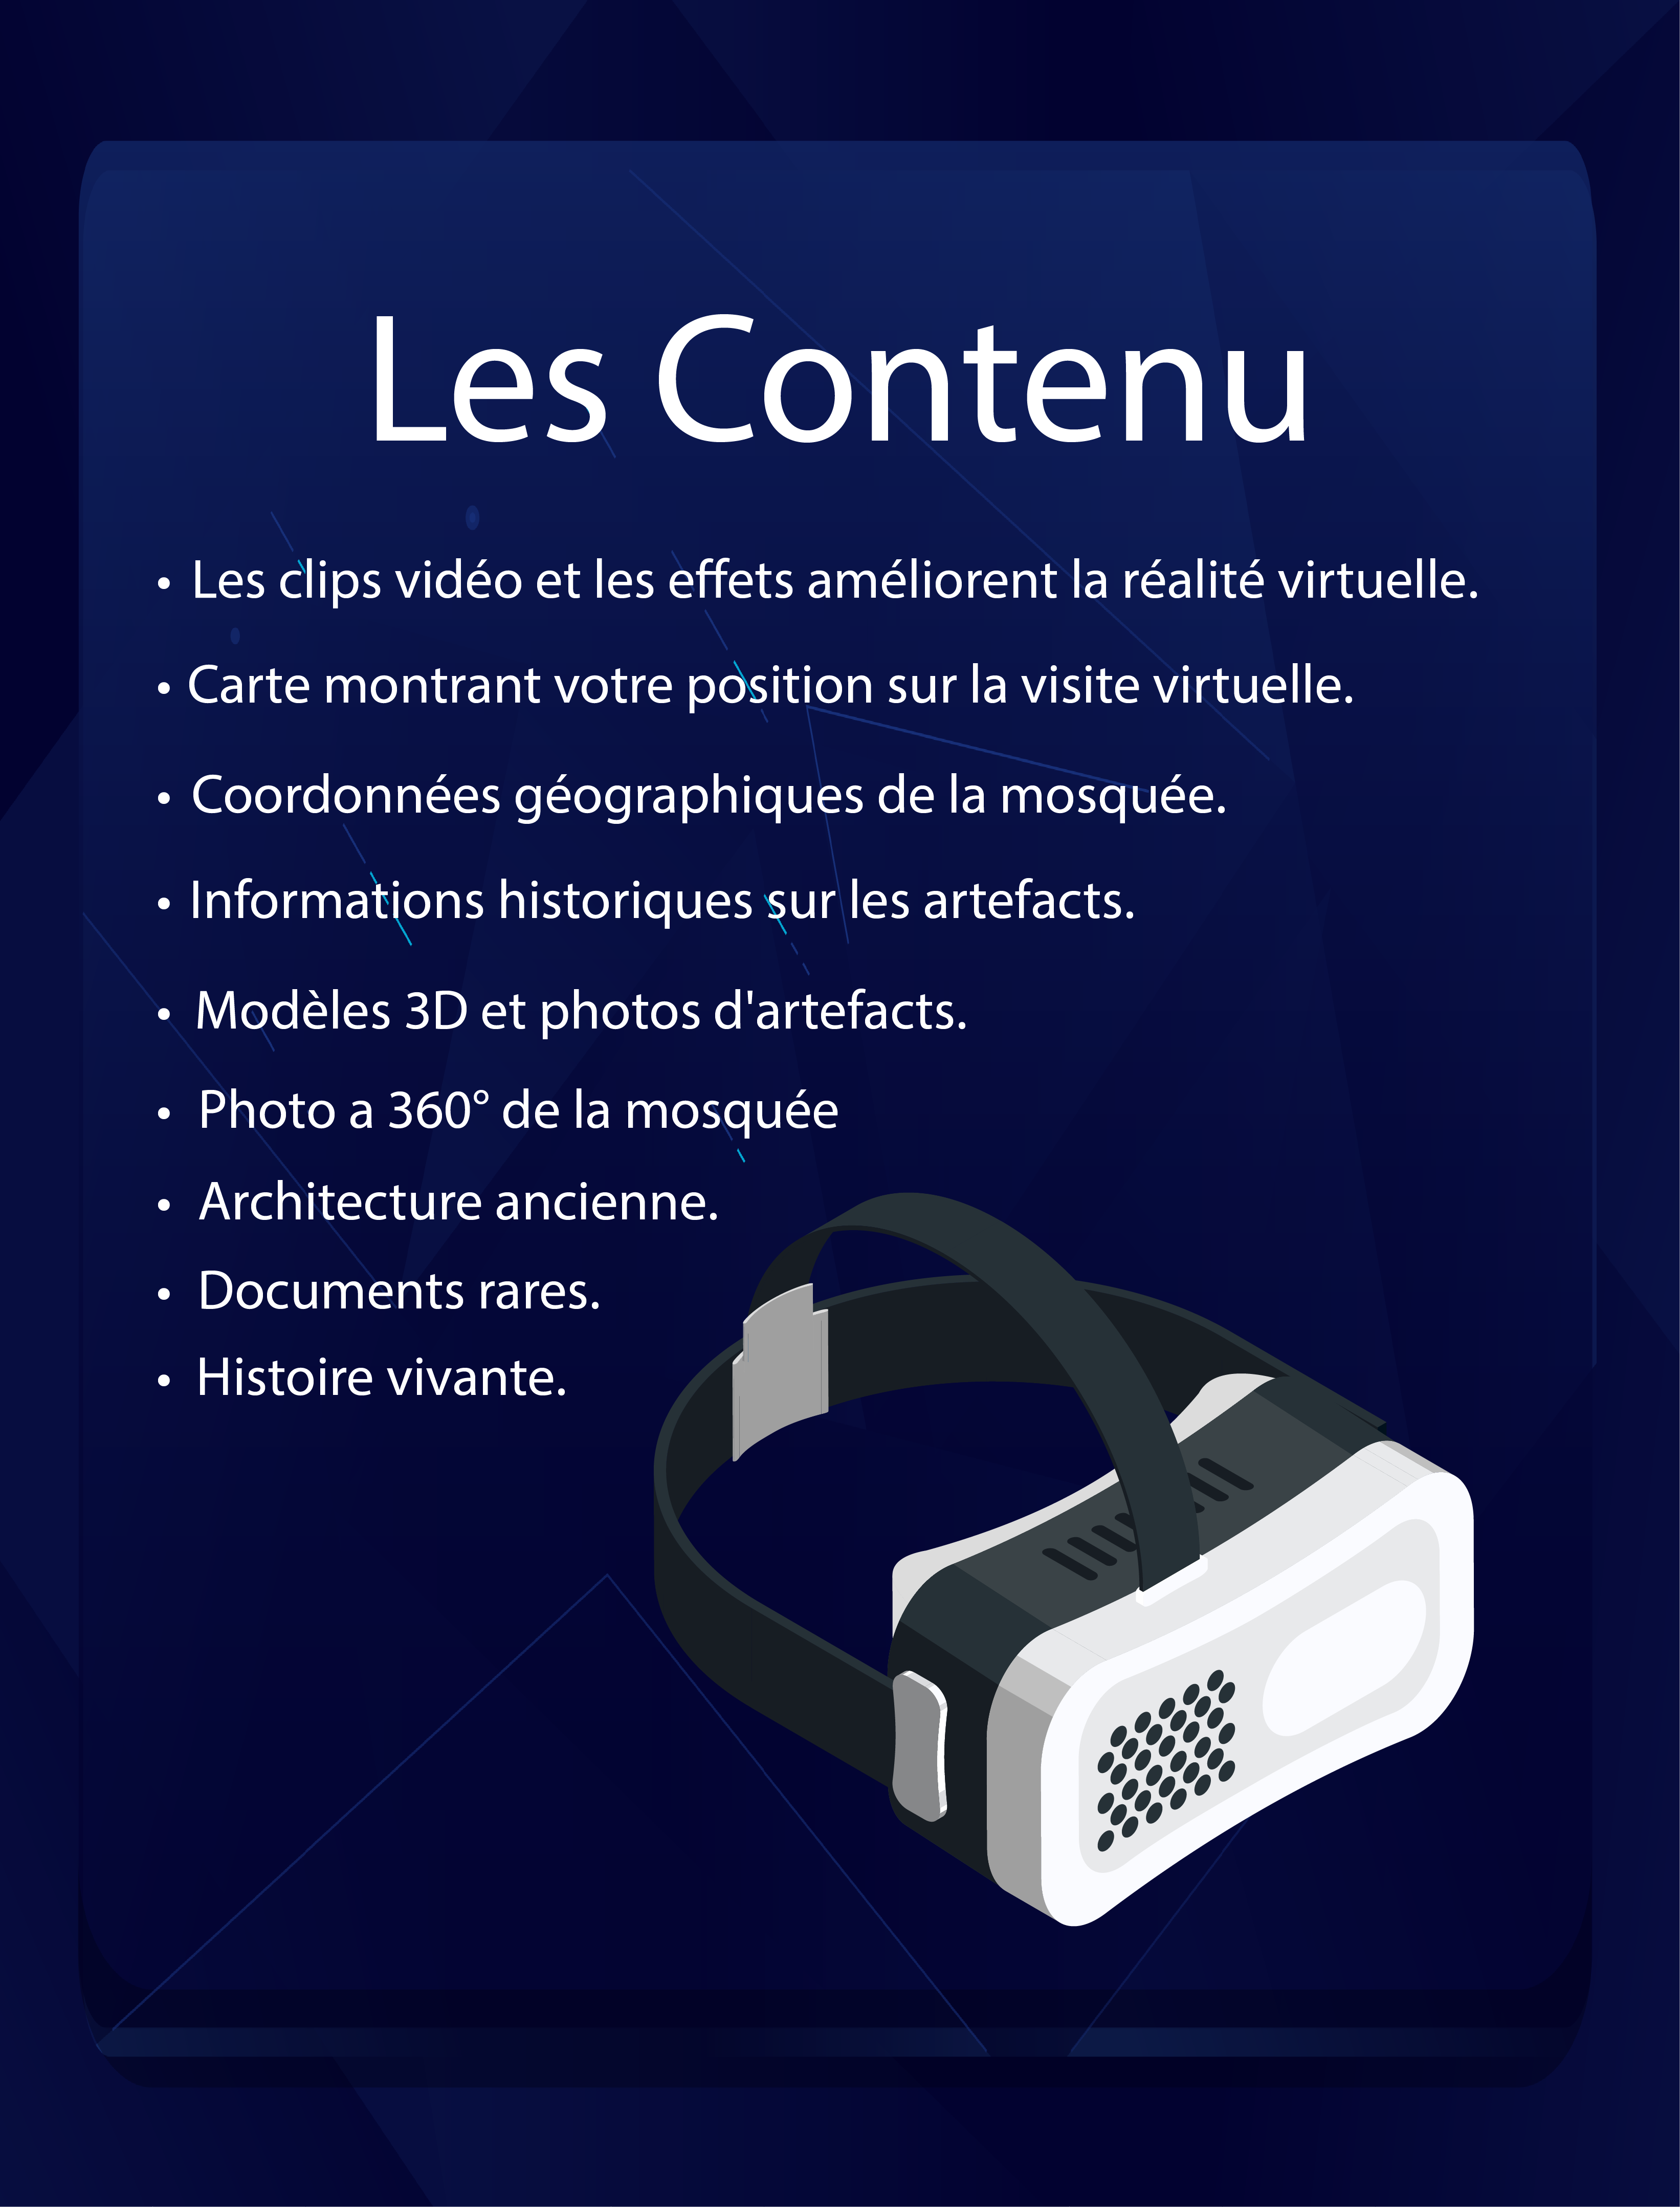 Les Contenu
• Les clips vidéo et les effets améliorent la réalité virtuelle.
• Carte montrant votre position sur la visite virtuelle.
• Coordonnées géographiques de la mosquée.
• Informations historiques sur les artefacts.
• Modèles 3D et photos d'artefacts.
• Photo a 360° de la mosquée
• Architecture ancienne.
• Documents rares.
• Histoire vivante.